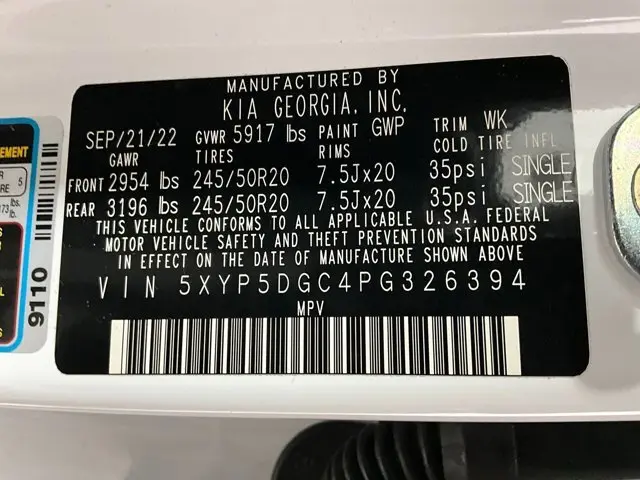 MANUFACTURED BY
KIA GEORGIA, INC.
SEP/21/22 GVWR 5917 lbs PAINT GWP TRIM WK
GAWR TIRES RIMS COLD TIRE INFL
FRONT 2954 lbs 245/50R20 7.5Jx20 35psi SINGLE
REAR 3196 lbs 245/50R20 7.5Jx20 35psi SINGLE
THIS VEHICLE CONFORMS TO ALL APPLICABLE U.S.A. FEDERAL
MOTOR VEHICLE SAFETY AND THEFT PREVENTION STANDARDS
IN EFFECT ON THE DATE OF MANUFACTURE SHOWN ABOVE
VIN 5XYP5DGC4PG326394
MPV
9110
5